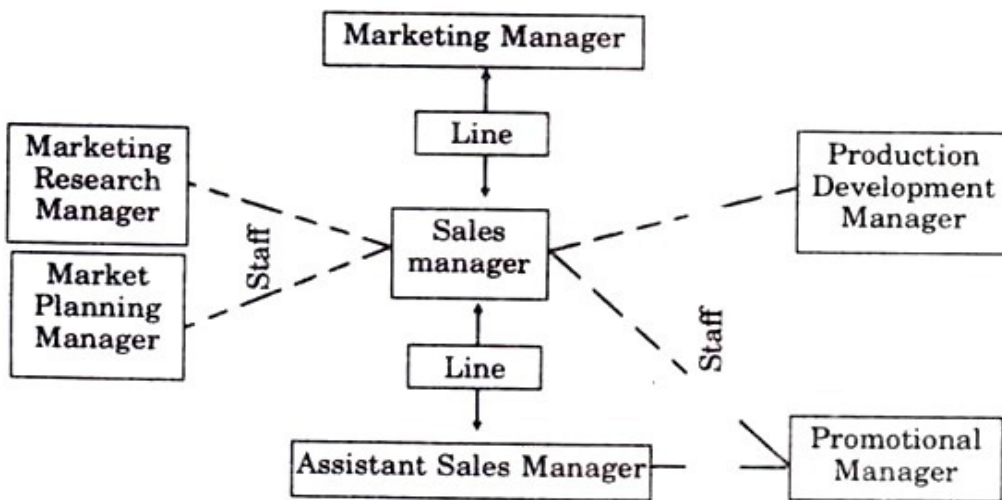 Marketing Manager
Line
Marketing
Research
Manager
Production
Development
Manager
Sales
manager
Staff
Market
Planning
Manager
Line
Staff
Assistant Sales Manager
Promotional
Manager